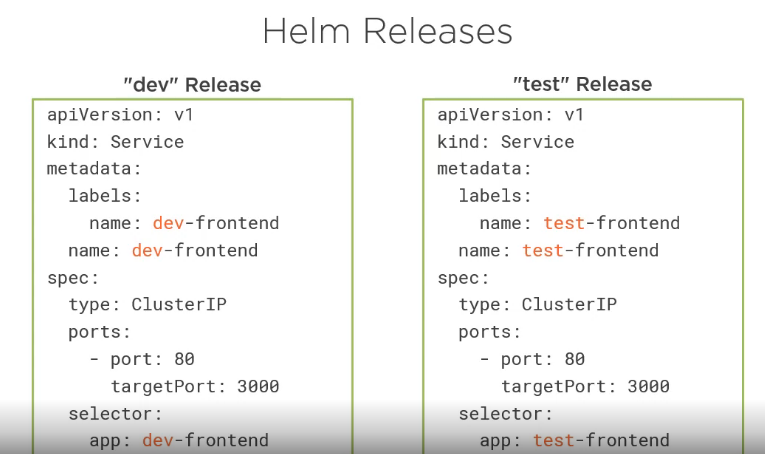 Helm Releases
"dev" Release
apiVersion: v1
kind: Service
metadata:
  labels:
    name: dev-frontend
  name: dev-frontend
spec:
  type: ClusterIP
  ports:
    - port: 80
      targetPort: 3000
  selector:
    app: dev-frontend
"test" Release
apiVersion: v1
kind: Service
metadata:
  labels:
    name: test-frontend
  name: test-frontend
spec:
  type: ClusterIP
  ports:
    - port: 80
      targetPort: 3000
  selector:
    app: test-frontend